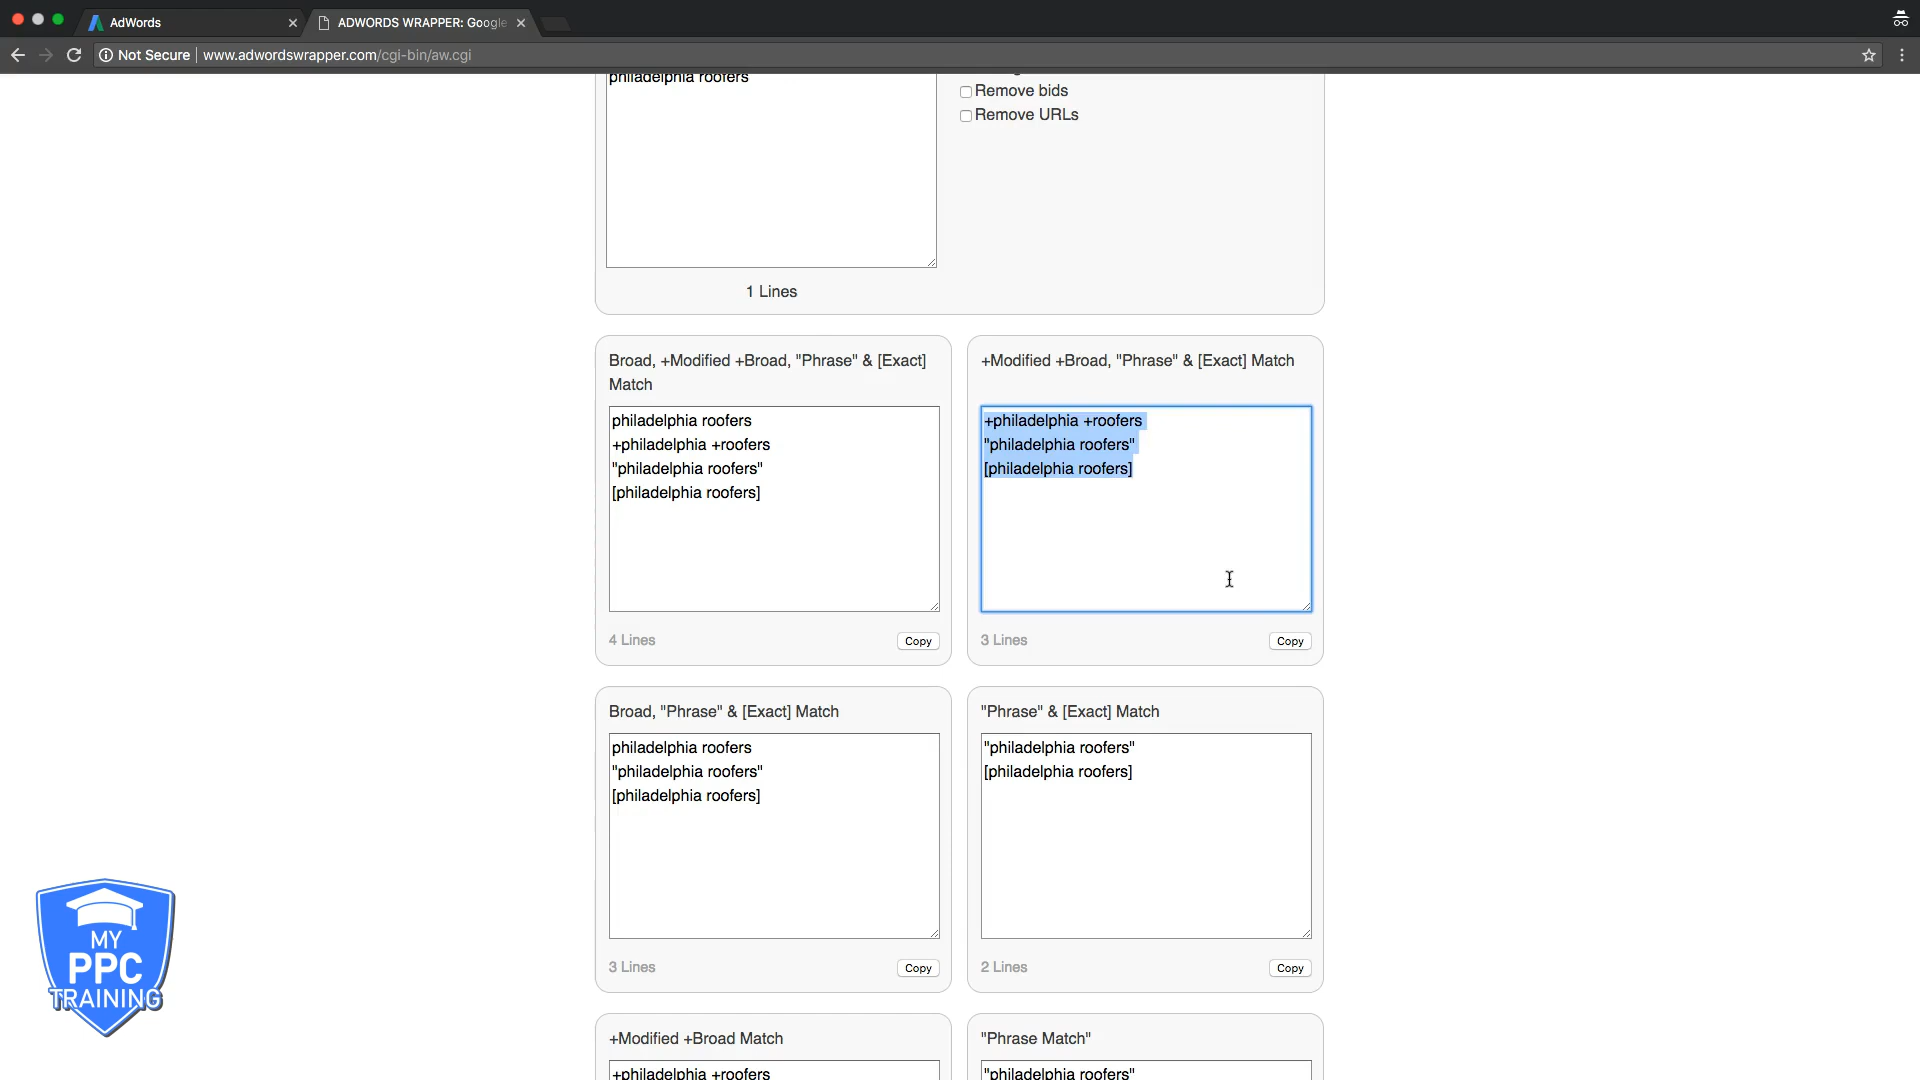 AdWords
ADWORDS WRAPPER: Google
Not Secure
www.adwordswrapper.com/cgi-bin/aw.cgi
philadelphia roofers
Remove bids
Remove URLs
1 Lines
Broad, +Modified +Broad, "Phrase" & [Exact]
Match
philadelphia roofers
+philadelphia +roofers
"philadelphia roofers"
[philadelphia roofers]
4 Lines
Copy
+Modified +Broad, "Phrase" & [Exact] Match
+philadelphia +roofers
"philadelphia roofers"
[philadelphia roofers]
3 Lines
Copy
Broad, "Phrase" & [Exact] Match
philadelphia roofers
"philadelphia roofers"
[philadelphia roofers]
3 Lines
Copy
"Phrase" & [Exact] Match
"philadelphia roofers"
[philadelphia roofers]
2 Lines
Copy
+Modified +Broad Match
+philadelphia +roofers
"Phrase Match"
"philadelphia roofers"
MY
PPC
TRAINING